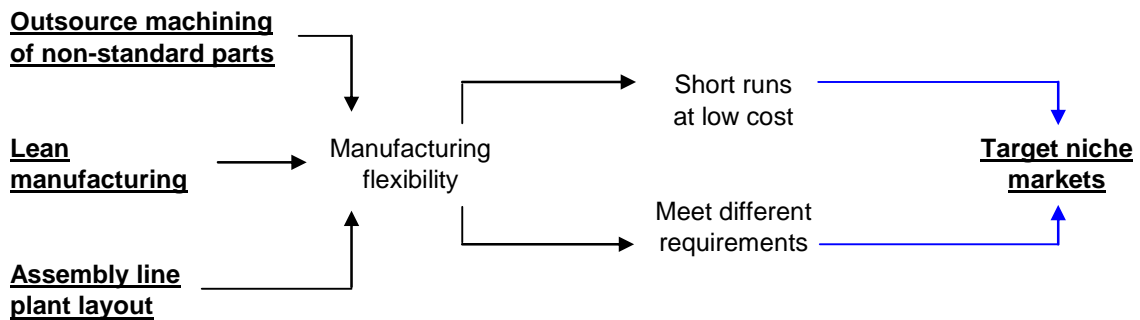 Outsource machining
of non-standard parts
Lean
manufacturing
Assembly line
plant layout
Manufacturing
flexibility
Short runs
at low cost
Meet different
requirements
Target niche
markets